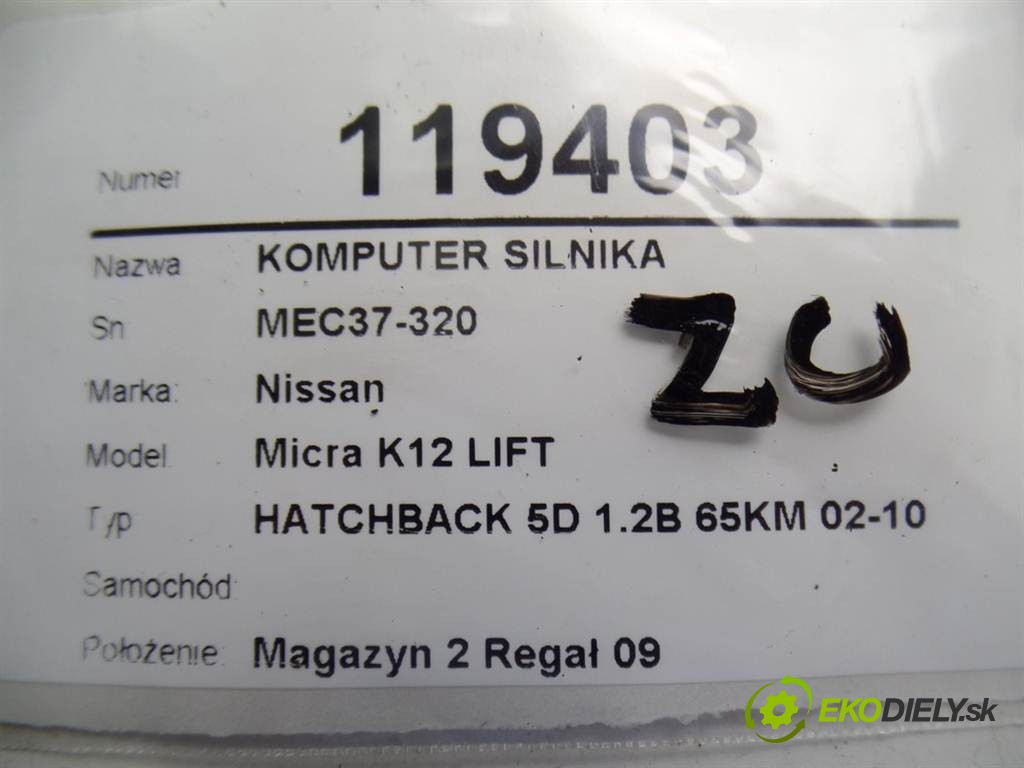 Numer 119403
Nazwa KOMPUTER SILNIKA
Sn MEC37-320
Marka: Nissan
Model Micra K12 LIFT
Typ HATCHBACK 5D 1.2B 65KM 02-10
Samochód:
Położenie: Magazyn 2 Regał 09
ZU
EKODIELY.sk